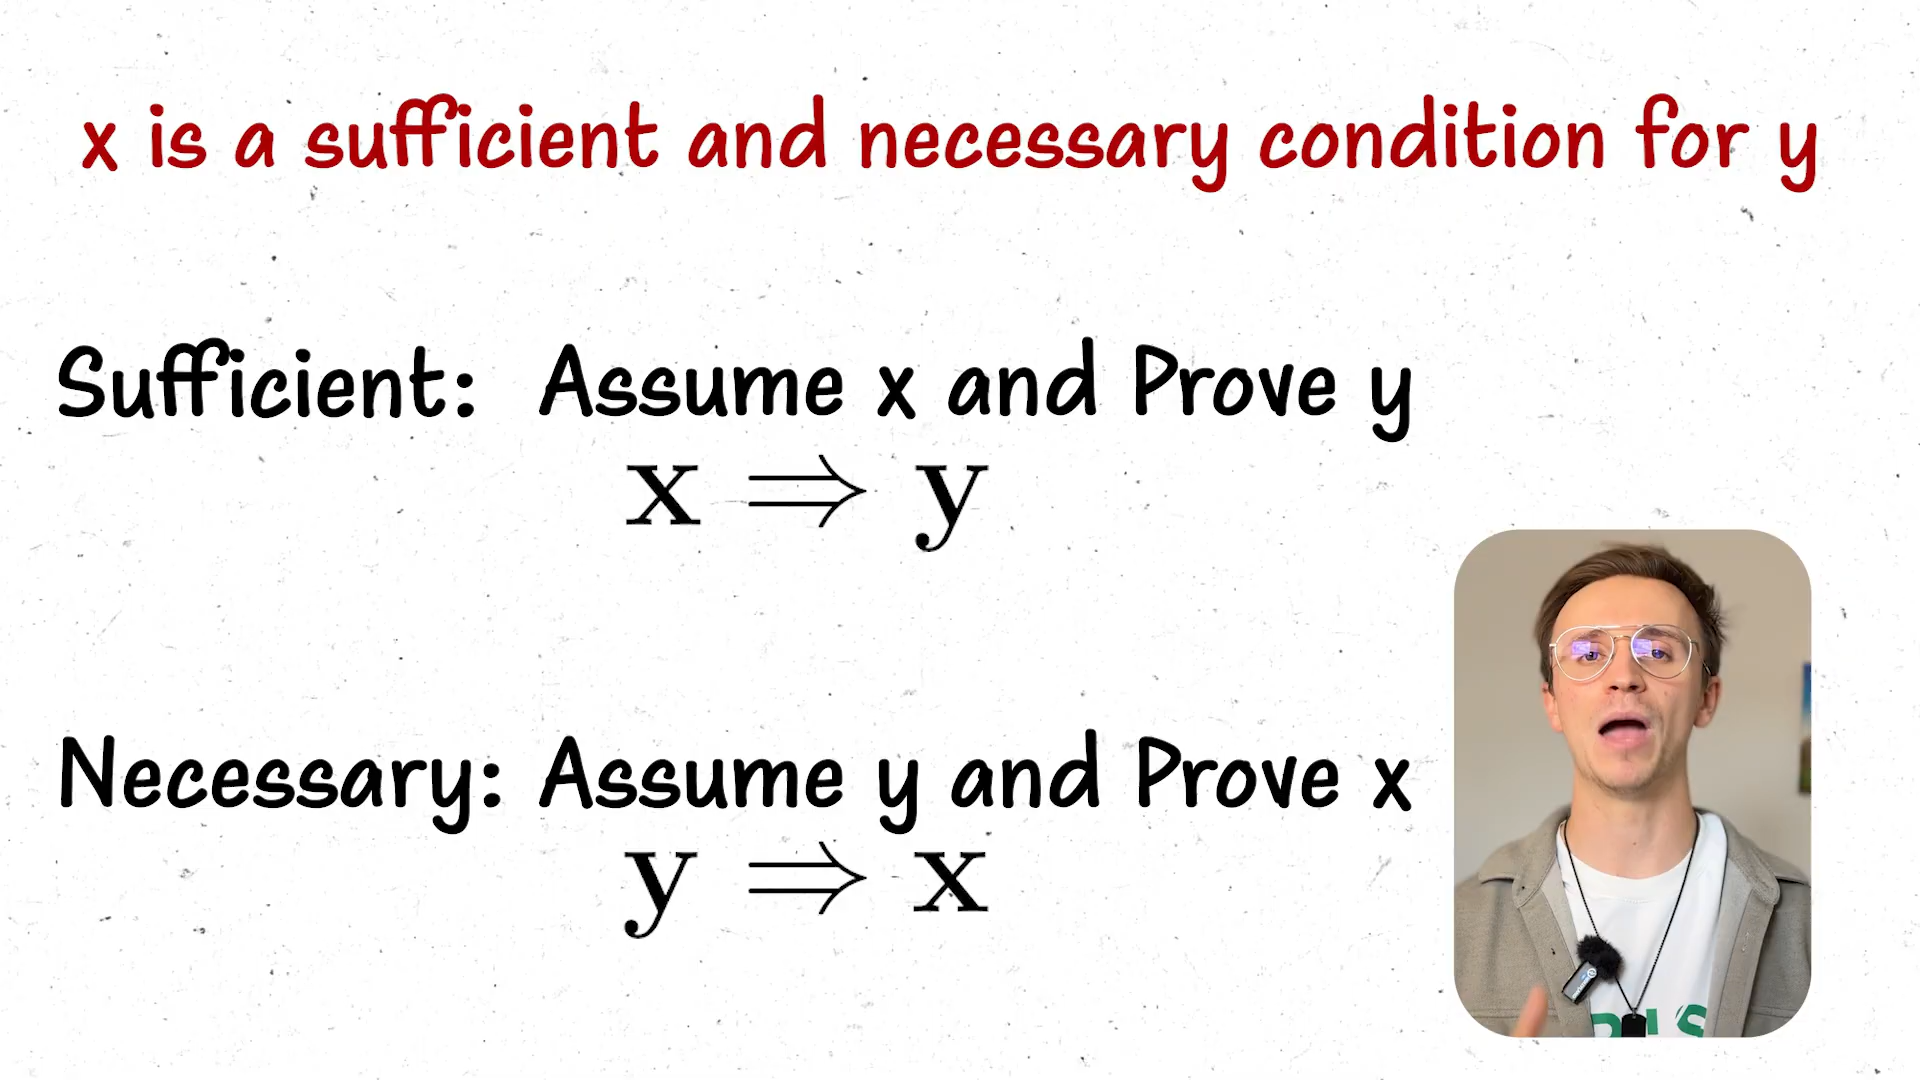 x is a sufficient and necessary condition for y
Sufficient: Assume x and Prove y
x ⟹ y
Necessary: Assume y and Prove x
y ⟹ x